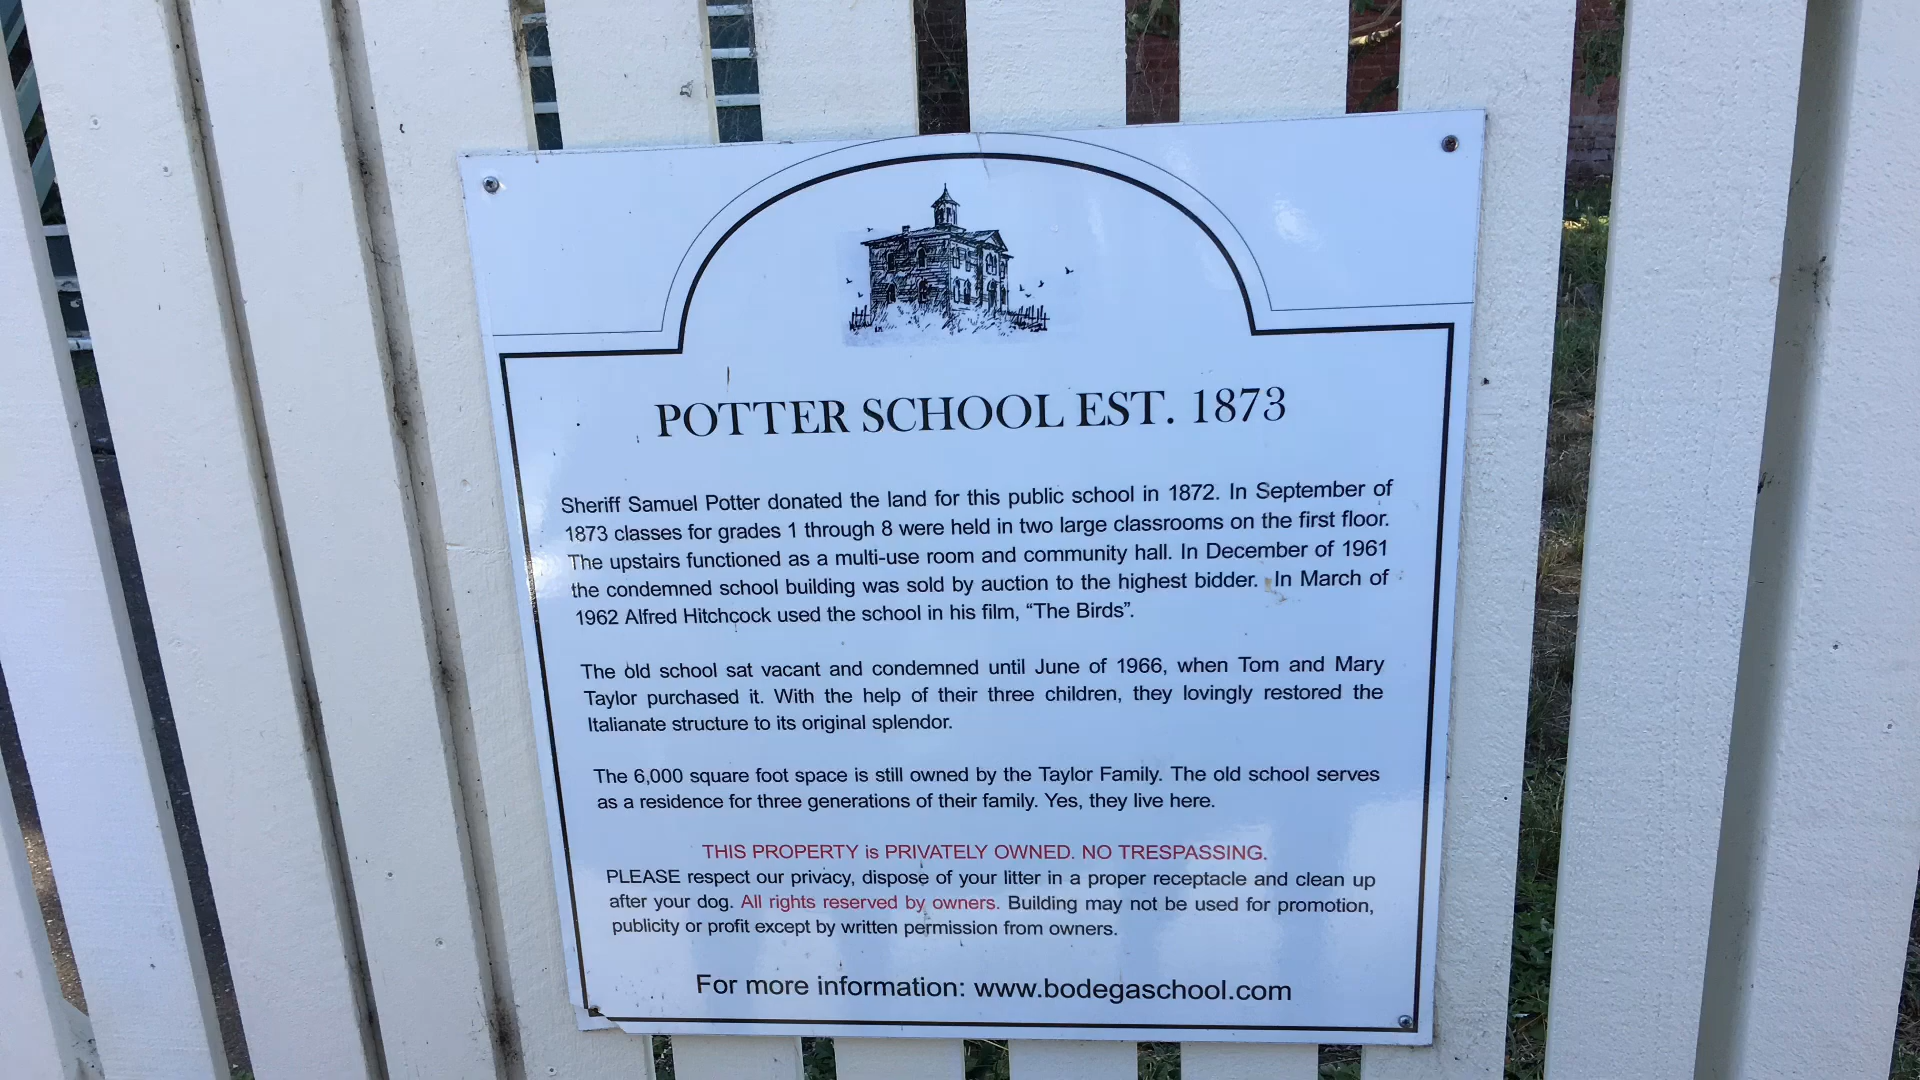 POTTER SCHOOL EST. 1873
Sheriff Samuel Potter donated the land for this public school in 1872. In September of
1873 classes for grades 1 through 8 were held in two large classrooms on the first floor.
The upstairs functioned as a multi-use room and community hall. In December of 1961
the condemned school building was sold by auction to the highest bidder. In March of
1962 Alfred Hitchcock used the school in his film, “The Birds”.
The old school sat vacant and condemned until June of 1966, when Tom and Mary
Taylor purchased it. With the help of their three children, they lovingly restored the
Italianate structure to its original splendor.
The 6,000 square foot space is still owned by the Taylor Family. The old school serves
as a residence for three generations of their family. Yes, they live here.
THIS PROPERTY is PRIVATELY OWNED. NO TRESPASSING.
PLEASE respect our privacy, dispose of your litter in a proper receptacle and clean up
after your dog. All rights reserved by owners. Building may not be used for promotion,
publicity or profit except by written permission from owners.
For more information: www.bodegaschool.com